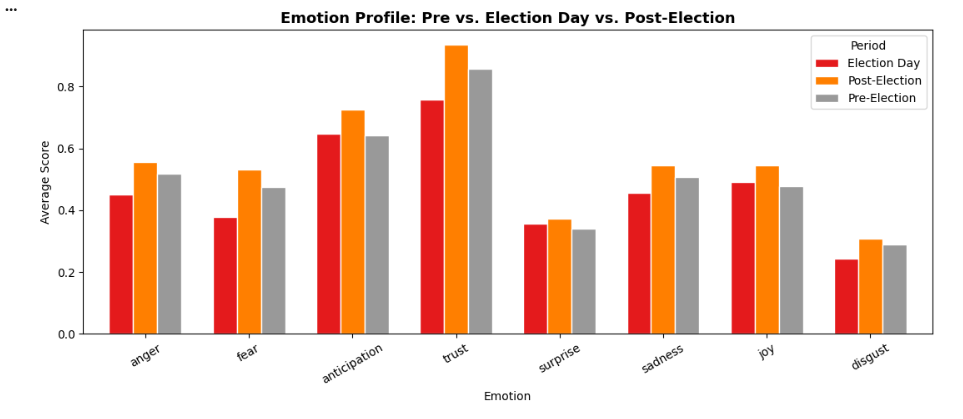 ...
Emotion Profile: Pre vs. Election Day vs. Post-Election
Period
Election Day
Post-Election
Pre-Election
Average Score
0.8
0.6
0.4
0.2
0.0
anger
fear
anticipation
trust
surprise
sadness
joy
disgust
Emotion